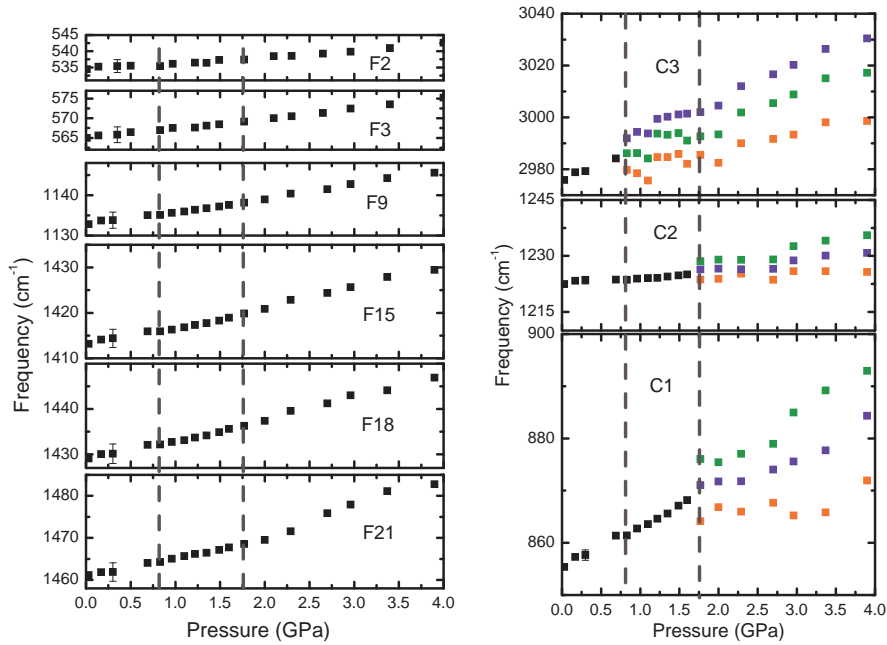 545
540
535
F2
575
570
565
F3
1140
1130
F9
1430
1420
1410
F15
1440
1430
F18
1480
1470
1460
F21
0.0 0.5 1.0 1.5 2.0 2.5 3.0 3.5 4.0
Pressure (GPa)
Frequency (cm⁻¹)
3040
3020
3000
2980
C3
1245
1230
1215
C2
900
880
860
C1
0.0 0.5 1.0 1.5 2.0 2.5 3.0 3.5 4.0
Pressure (GPa)
Frequency (cm⁻¹)